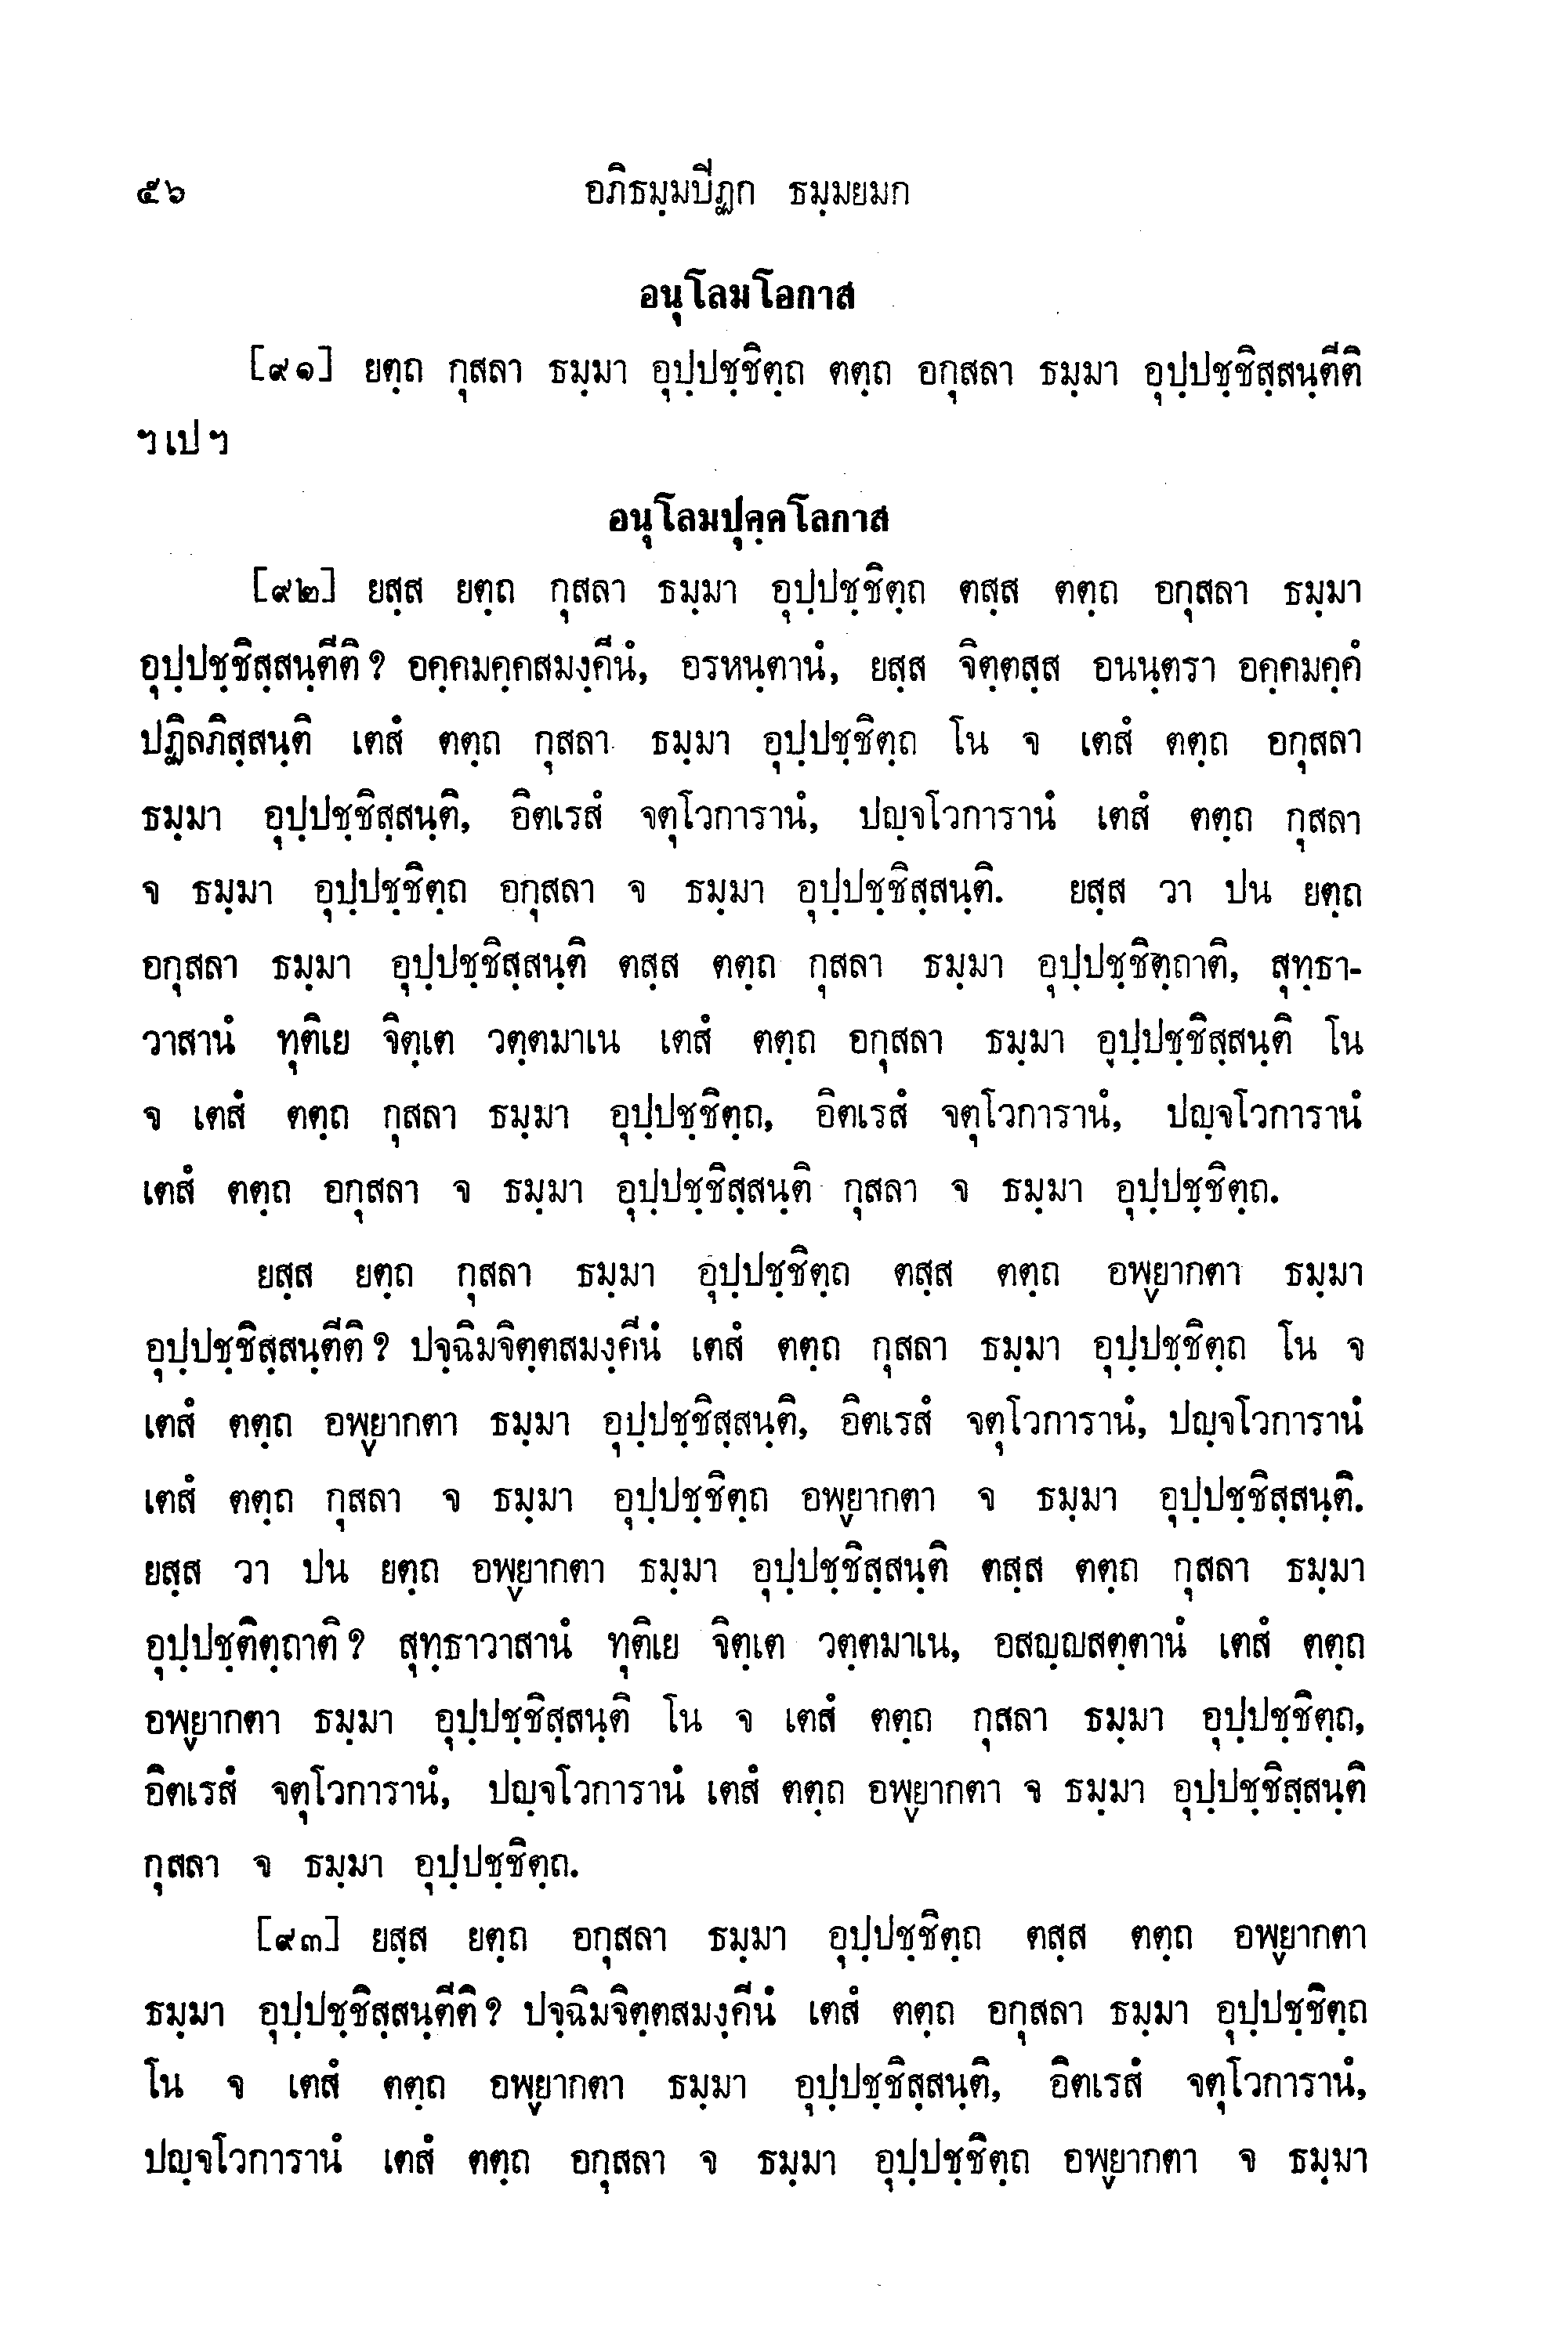 ๕๖ อภิธมฺมปีฏก ธมฺมยมก
อนุโลมโอกาส
[๙๑] ยตฺถ กุสลา ธมฺมา อุปฺปชฺชิตฺถ ตตฺถ อกุสลา ธมฺมา อุปฺปชฺชิสฺสนฺตีติ
ฯ เป ฯ
อนุโลมปุคฺคโลกาส
[๙๒] ยสฺส ยตฺถ กุสลา ธมฺมา อุปฺปชฺชิตฺถ ตสฺส ตตฺถ อกุสลา ธมฺมา
อุปฺปชฺชิสฺสนฺตีติ ? อคฺคมคฺคสมงฺคีนํ, อรหนฺตานํ, ยสฺส จิตฺตสฺส อนนฺตรา อคฺคมคฺคํ
ปฏิลภิสฺสนฺติ เตสํ ตตฺถ กุสลา ธมฺมา อุปฺปชฺชิตฺถ โน จ เตสํ ตตฺถ อกุสลา
ธมฺมา อุปฺปชฺชิสฺสนฺติ, อิตเรสํ จตุโวการานํ, ปญฺจโวการานํ เตสํ ตตฺถ กุสลา
จ ธมฺมา อุปฺปชฺชิตฺถ อกุสลา จ ธมฺมา อุปฺปชฺชิสฺสนฺติ. ยสฺส วา ปน ยตฺถ
อกุสลา ธมฺมา อุปฺปชฺชิสฺสนฺติ ตสฺส ตตฺถ กุสลา ธมฺมา อุปฺปชฺชิตฺถาติ, สุทฺธา-
วาสานํ ทุติเย จิตฺเต วตฺตมาเน เตสํ ตตฺถ อกุสลา ธมฺมา อุปฺปชฺชิสฺสนฺติ โน
จ เตสํ ตตฺถ กุสลา ธมฺมา อุปฺปชฺชิตฺถ, อิตเรสํ จตุโวการานํ, ปญฺจโวการานํ
เตสํ ตตฺถ อกุสลา จ ธมฺมา อุปฺปชฺชิสฺสนฺติ กุสลา จ ธมฺมา อุปฺปชฺชิตฺถ.
ยสฺส ยตฺถ กุสลา ธมฺมา อุปฺปชฺชิตฺถ ตสฺส ตตฺถ อพฺยากตา ธมฺมา
อุปฺปชฺชิสฺสนฺตีติ ? ปจฺฉิมจิตฺตสมงฺคีนํ เตสํ ตตฺถ กุสลา ธมฺมา อุปฺปชฺชิตฺถ โน จ
เตสํ ตตฺถ อพฺยากตา ธมฺมา อุปฺปชฺชิสฺสนฺติ, อิตเรสํ จตุโวการานํ, ปญฺจโวการานํ
เตสํ ตตฺถ กุสลา จ ธมฺมา อุปฺปชฺชิตฺถ อพฺยากตา จ ธมฺมา อุปฺปชฺชิสฺสนฺติ.
ยสฺส วา ปน ยตฺถ อพฺยากตา ธมฺมา อุปฺปชฺชิสฺสนฺติ ตสฺส ตตฺถ กุสลา ธมฺมา
อุปฺปชฺติตฺถาติ ? สุทฺธาวาสานํ ทุติเย จิตฺเต วตฺตมาเน, อสญฺญสตฺตานํ เตสํ ตตฺถ
อพฺยากตา ธมฺมา อุปฺปชฺชิสฺสนฺติ โน จ เตสํ ตตฺถ กุสลา ธมฺมา อุปฺปชฺชิตฺถ,
อิตเรสํ จตุโวการานํ, ปญฺจโวการานํ เตสํ ตตฺถ อพฺยากตา จ ธมฺมา อุปฺปชฺชิสฺสนฺติ
กุสลา จ ธมฺมา อุปฺปชฺชิตฺถ.
[๙๓] ยสฺส ยตฺถ อกุสลา ธมฺมา อุปฺปชฺชิตฺถ ตสฺส ตตฺถ อพฺยากตา
ธมฺมา อุปฺปชฺชิสฺสนฺตีติ ? ปจฺฉิมจิตฺตสมงฺคีนํ เตสํ ตตฺถ อกุสลา ธมฺมา อุปฺปชฺชิตฺถ
โน จ เตสํ ตตฺถ อพฺยากตา ธมฺมา อุปฺปชฺชิสฺสนฺติ, อิตเรสํ จตุโวการานํ,
ปญฺจโวการานํ เตสํ ตตฺถ อกุสลา จ ธมฺมา อุปฺปชฺชิตฺถ อพฺยากตา จ ธมฺมา